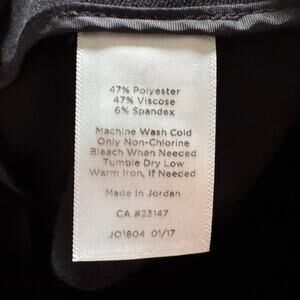 47% Polyester
47% Viscose
6% Spandex
Machine Wash Cold
Only Non-Chlorine
Bleach When Needed
Tumble Dry Low
Warm Iron, If Needed
Made In Jordan
CA #23147
JO1804 01/17